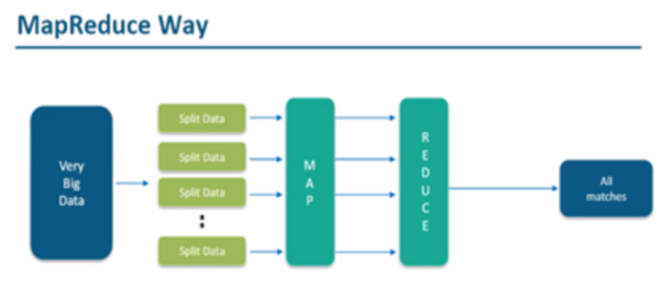 MapReduce Way
Very
Big
Data
Split Data
Split Data
Split Data
Split Data
M
A
P
R
E
D
U
C
E
All
matches